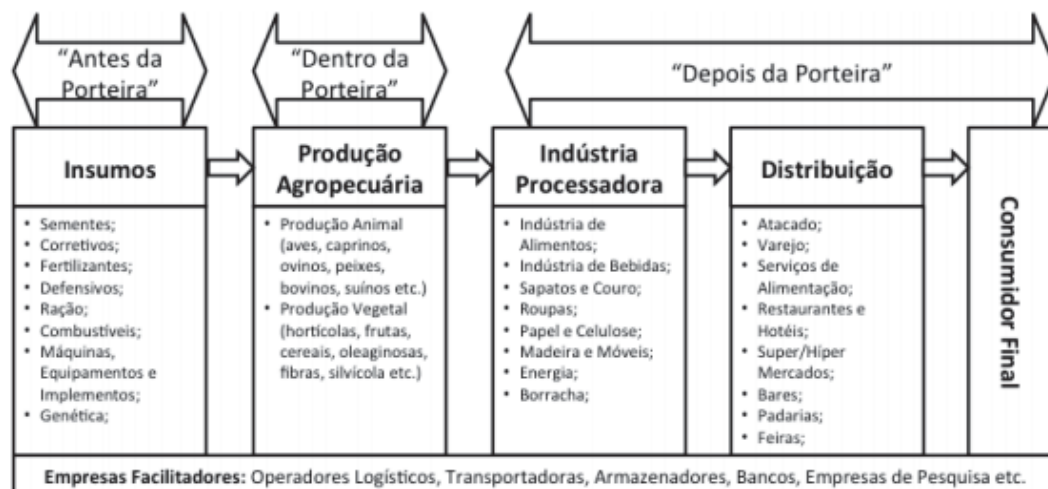 “Antes da
Porteira”
“Dentro da
Porteira”
“Depois da Porteira”
Insumos
• Sementes;
• Corretivos;
• Fertilizantes;
• Defensivos;
• Ração;
• Combustíveis;
• Máquinas,
Equipamentos e
Implementos;
• Genética;
Produção
Agropecuária
• Produção Animal
(aves, caprinos,
ovinos, peixes,
bovinos, suínos etc.)
• Produção Vegetal
(hortícolas, frutas,
cereais, oleaginosas,
fibras, silvícola etc.)
Indústria
Processadora
• Indústria de
Alimentos;
• Indústria de Bebidas;
• Sapatos e Couro;
• Roupas;
• Papel e Celulose;
• Madeira e Móveis;
• Energia;
• Borracha;
Distribuição
• Atacado;
• Varejo;
• Serviços de
Alimentação;
• Restaurantes e
Hotéis;
• Super/Híper
Mercados;
• Bares;
• Padarias;
• Feiras;
Consumidor Final
Empresas Facilitadores: Operadores Logísticos, Transportadoras, Armazenadores, Bancos, Empresas de Pesquisa etc.